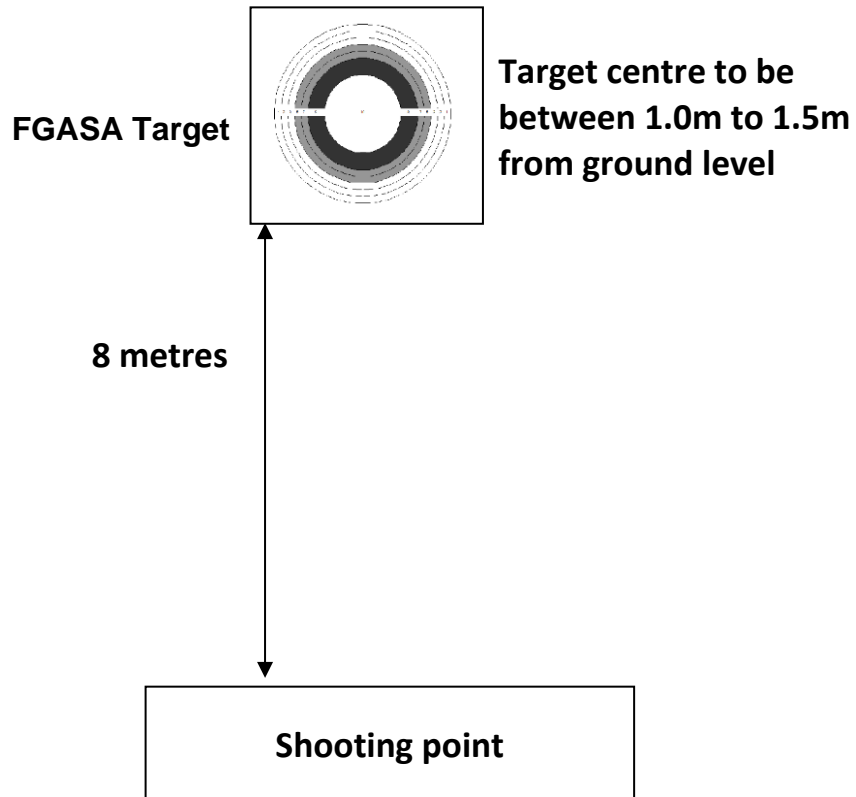 Target centre to be
between 1.0m to 1.5m
from ground level
FGASA Target
8 metres
Shooting point